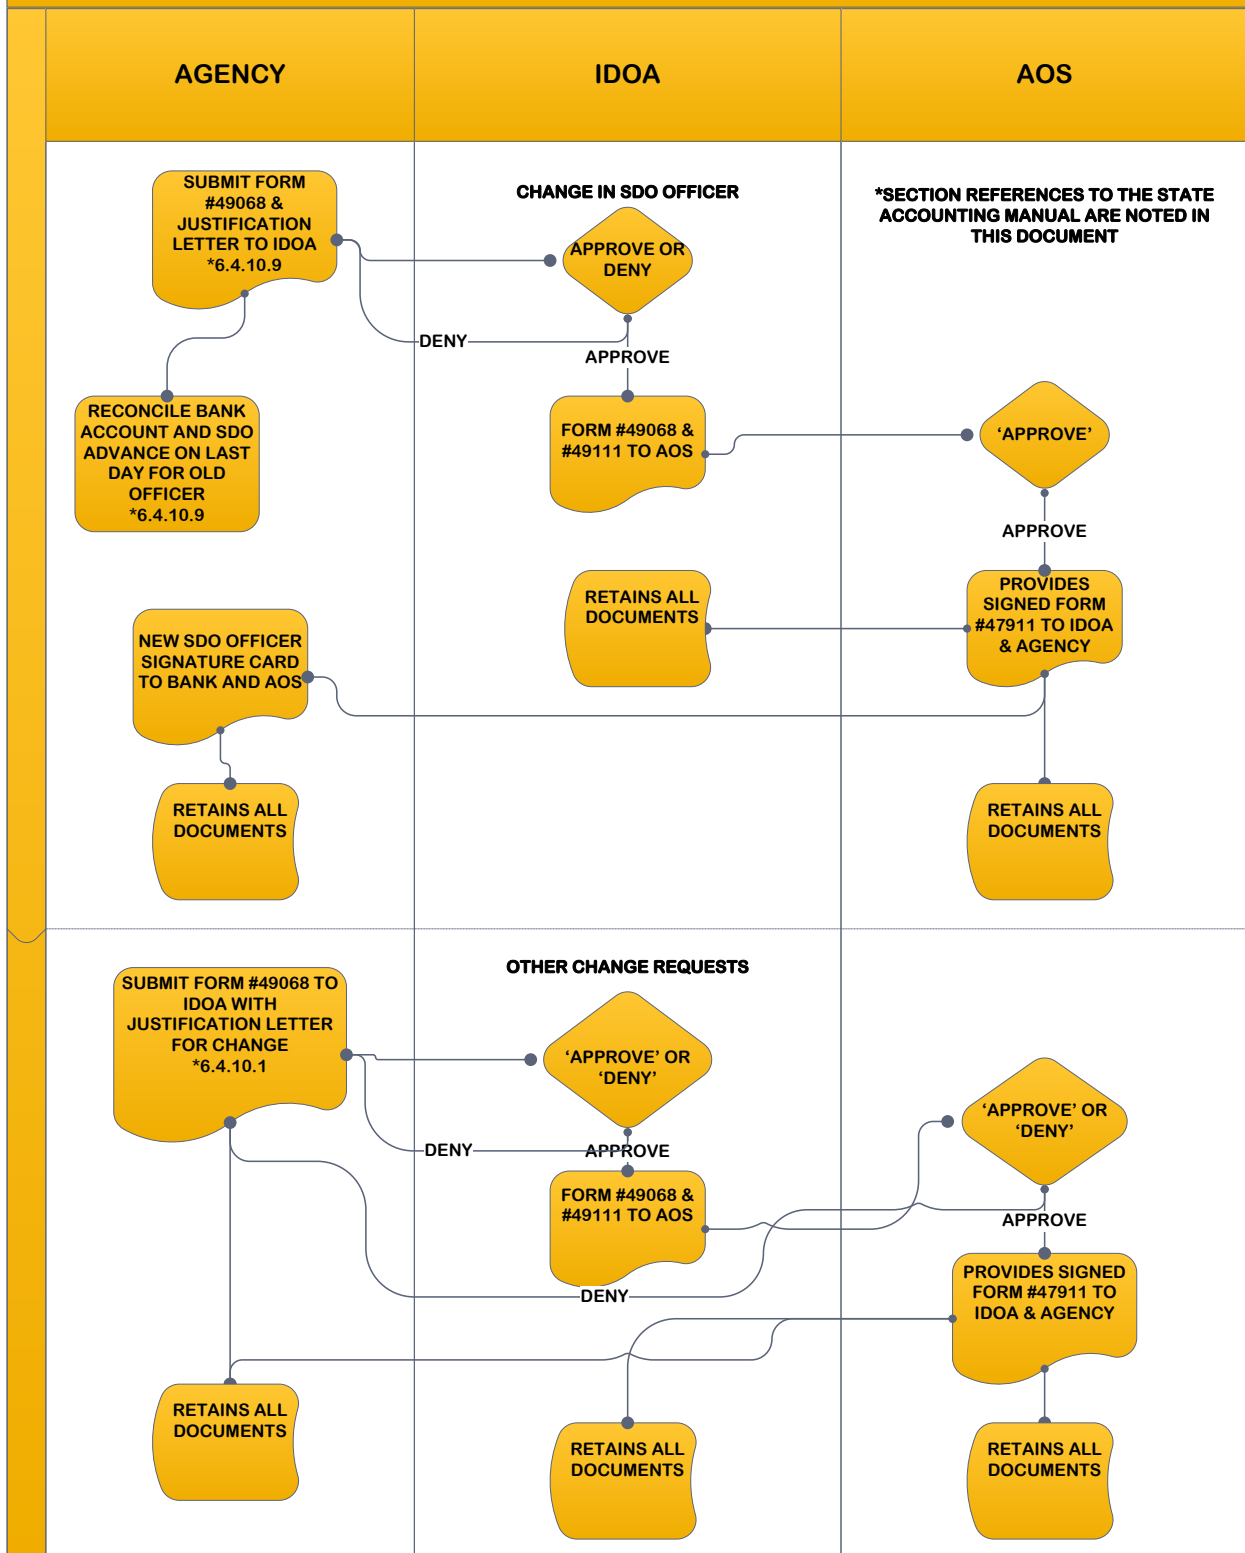 AGENCY
IDOA
AOS
SUBMIT FORM
#49068 &
JUSTIFICATION
LETTER TO IDOA
*6.4.10.9
CHANGE IN SDO OFFICER
APPROVE OR
DENY
*SECTION REFERENCES TO THE STATE
ACCOUNTING MANUAL ARE NOTED IN
THIS DOCUMENT
DENY
APPROVE
RECONCILE BANK
ACCOUNT AND SDO
ADVANCE ON LAST
DAY FOR OLD
OFFICER
*6.4.10.9
FORM #49068 &
#49111 TO AOS
‘APPROVE’
APPROVE
RETAINS ALL
DOCUMENTS
PROVIDES
SIGNED FORM
#47911 TO IDOA
& AGENCY
NEW SDO OFFICER
SIGNATURE CARD
TO BANK AND AOS
RETAINS ALL
DOCUMENTS
RETAINS ALL
DOCUMENTS
OTHER CHANGE REQUESTS
SUBMIT FORM #49068 TO
IDOA WITH
JUSTIFICATION LETTER
FOR CHANGE
*6.4.10.1
‘APPROVE’ OR
‘DENY’
‘APPROVE’ OR
‘DENY’
DENY
APPROVE
FORM #49068 &
#49111 TO AOS
APPROVE
DENY
PROVIDES SIGNED
FORM #47911 TO
IDOA & AGENCY
RETAINS ALL
DOCUMENTS
RETAINS ALL
DOCUMENTS
RETAINS ALL
DOCUMENTS